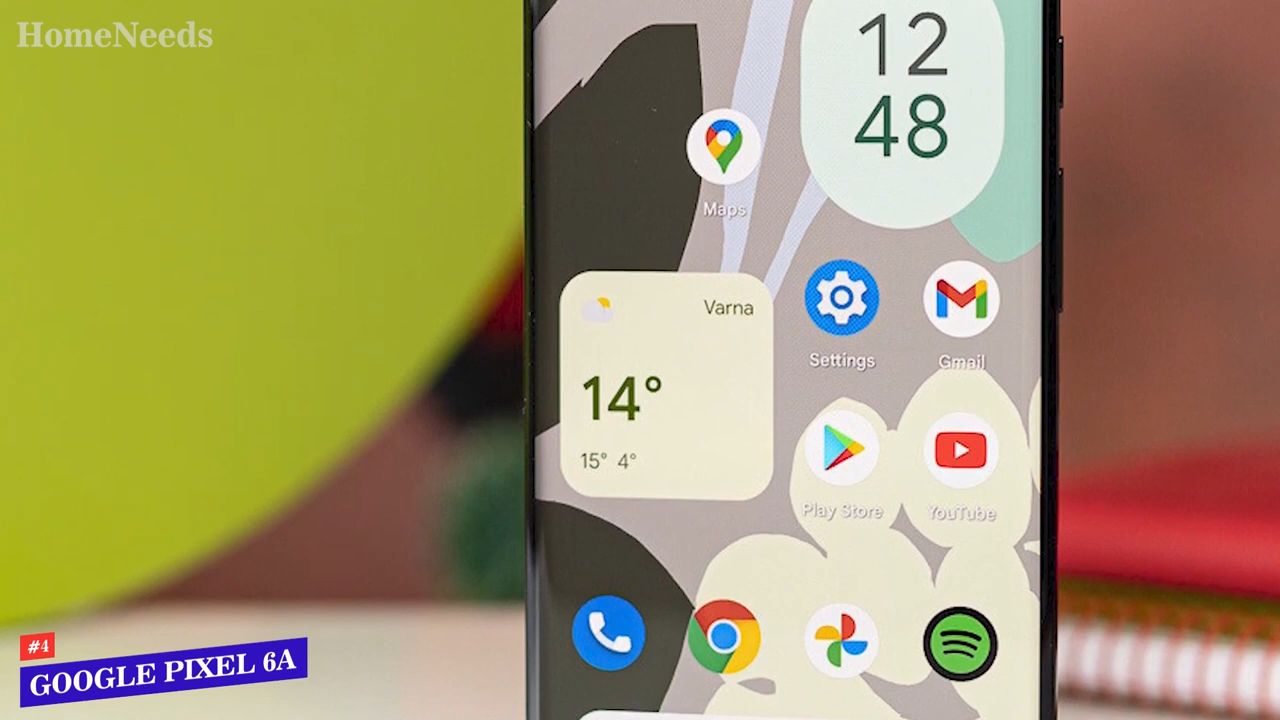 HomeNeeds
12
48
Maps
Varna
14°
15° 4°
Settings
Gmail
Play Store
YouTube
#4
GOOGLE PIXEL 6A